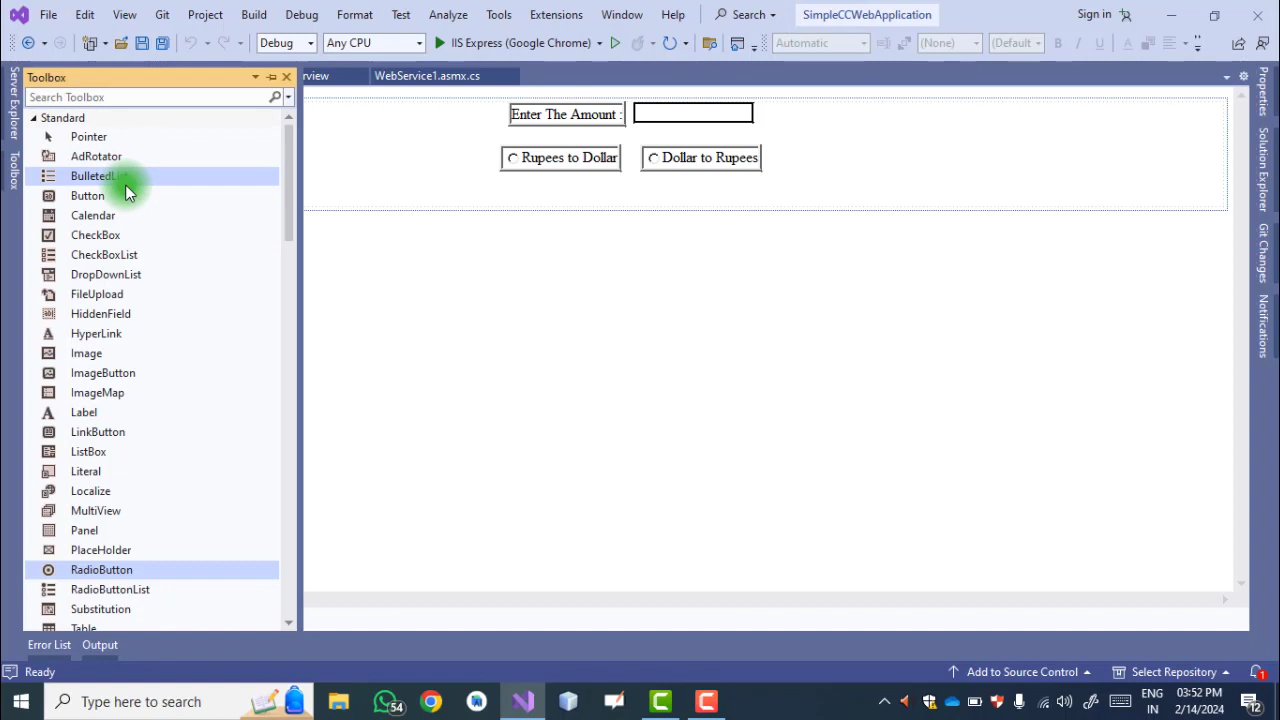 File Edit View Git Project Build Debug Format Test Analyze Tools Extensions Window Help Search SimpleCCWebApplication Sign in
Debug Any CPU IIS Express (Google Chrome) Automatic (None) (Default B I U A
Server Explorer
Toolbox
Toolbox
Search Toolbox
Standard
Pointer
AdRotator
BulletedList
Button
Calendar
CheckBox
CheckBoxList
DropDownList
FileUpload
HiddenField
HyperLink
Image
ImageButton
ImageMap
Label
LinkButton
ListBox
Literal
Localize
MultiView
Panel
PlaceHolder
RadioButton
RadioButtonList
Substitution
Table
rview WebService1.asmx.cs
Enter The Amount :
Rupees to Dollar Dollar to Rupees
Properties
Solution Explorer
Git Changes
Notifications
Error List Output
Ready Add to Source Control Select Repository 1
Type here to search 54 ENG IN 03:52 PM 2/14/2024 12